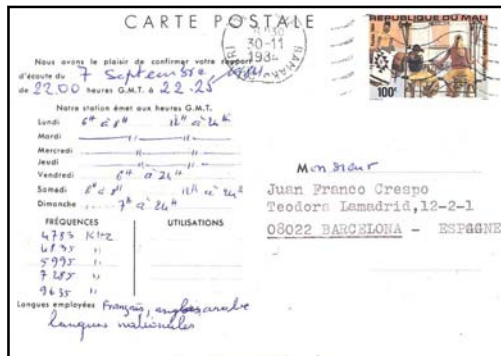 CARTE POSTALE
30-11
1984
BAMAKO
REPUBLIQUE DU MALI
100F
Nous avons le plaisir de confirmer votre rapport
d'écoute du 7 Septembre 1984
de 22.00 heures G.M.T. à 22.25
Notre station émet aux heures G.M.T.
Lundi 6H à 8H 12H à 24H
Mardi
Mercredi
Jeudi
Vendredi 6H à 24H
Samedi 6H à 8H 12H à 24H
Dimanche 7H à 24H
FRÉQUENCES
UTILISATIONS
4783 KHz
4835 "
5995 "
7285 "
9635 "
Langues employées Français, anglais, arabe
langues nationales
Monsieur
Juan Franco Crespo
Teodora Lamadrid,12-2-1
08022 BARCELONA - ESPAGNE